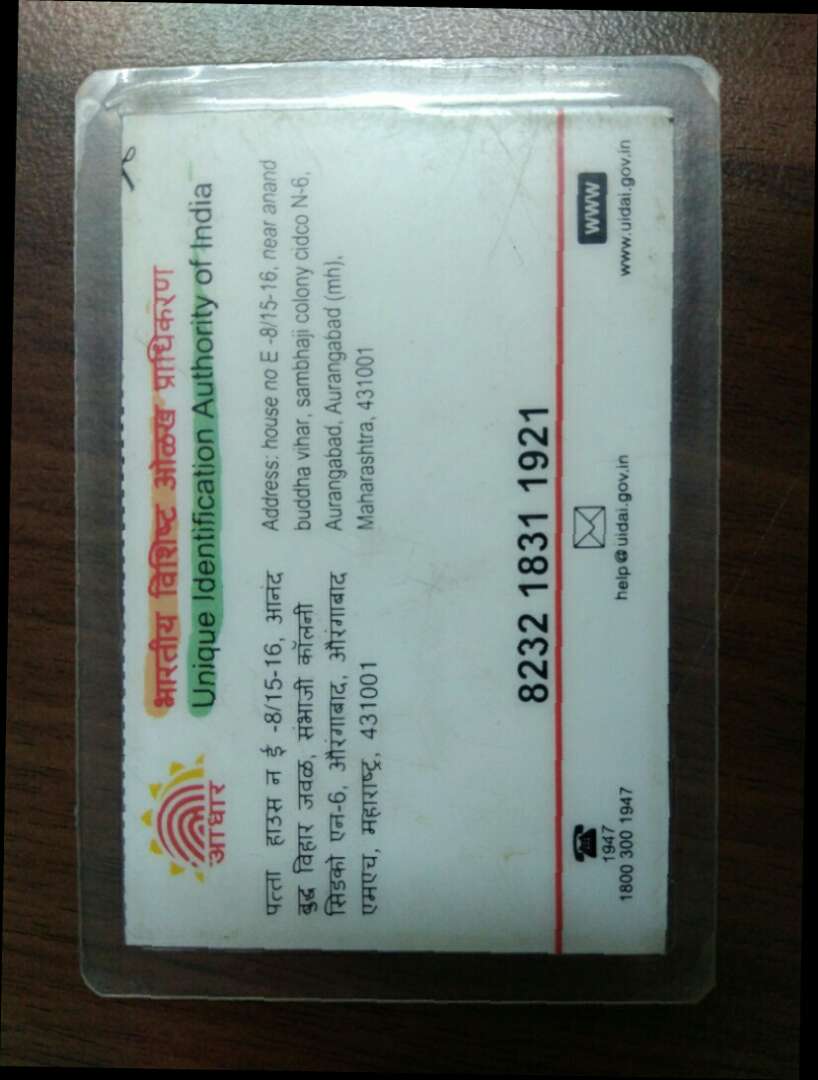 भारतीय विशिष्ट ओळख प्राधिकरण
Unique Identification Authority of India
आधार
पत्ता हाउस न ई -8/15-16, आनंद
बुद्ध विहार जवळ, संभाजी कॉलनी
सिडको एन-6, औरंगाबाद, औरंगाबाद
एमएच, महाराष्ट्र, 431001
Address: house no E -8/15-16, near anand
buddha vihar, sambhaji colony cidco N-6,
Aurangabad, Aurangabad (mh),
Maharashtra, 431001
8232 1831 1921
1947
1800 300 1947
help@uidai.gov.in
www
www.uidai.gov.in